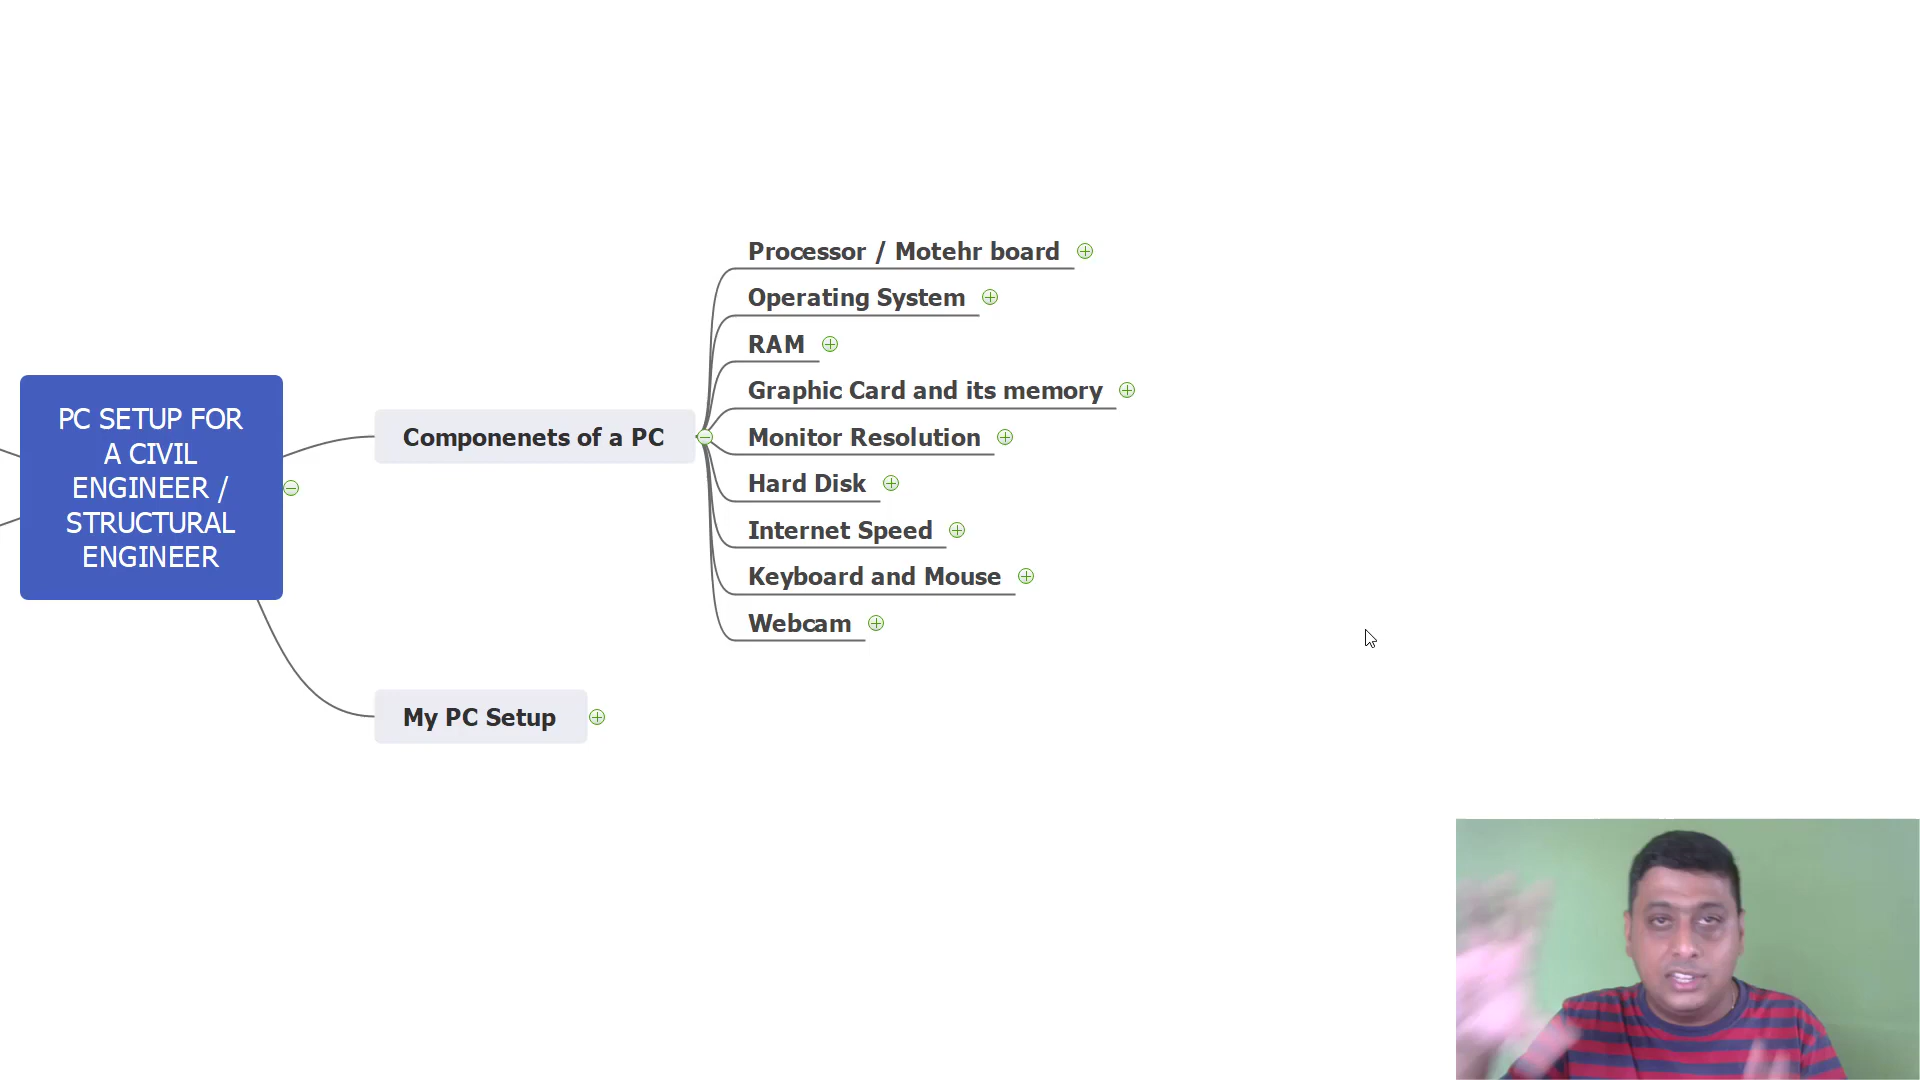 PC SETUP FOR
A CIVIL
ENGINEER /
STRUCTURAL
ENGINEER
Componenets of a PC
Processor / Motehr board
Operating System
RAM
Graphic Card and its memory
Monitor Resolution
Hard Disk
Internet Speed
Keyboard and Mouse
Webcam
My PC Setup